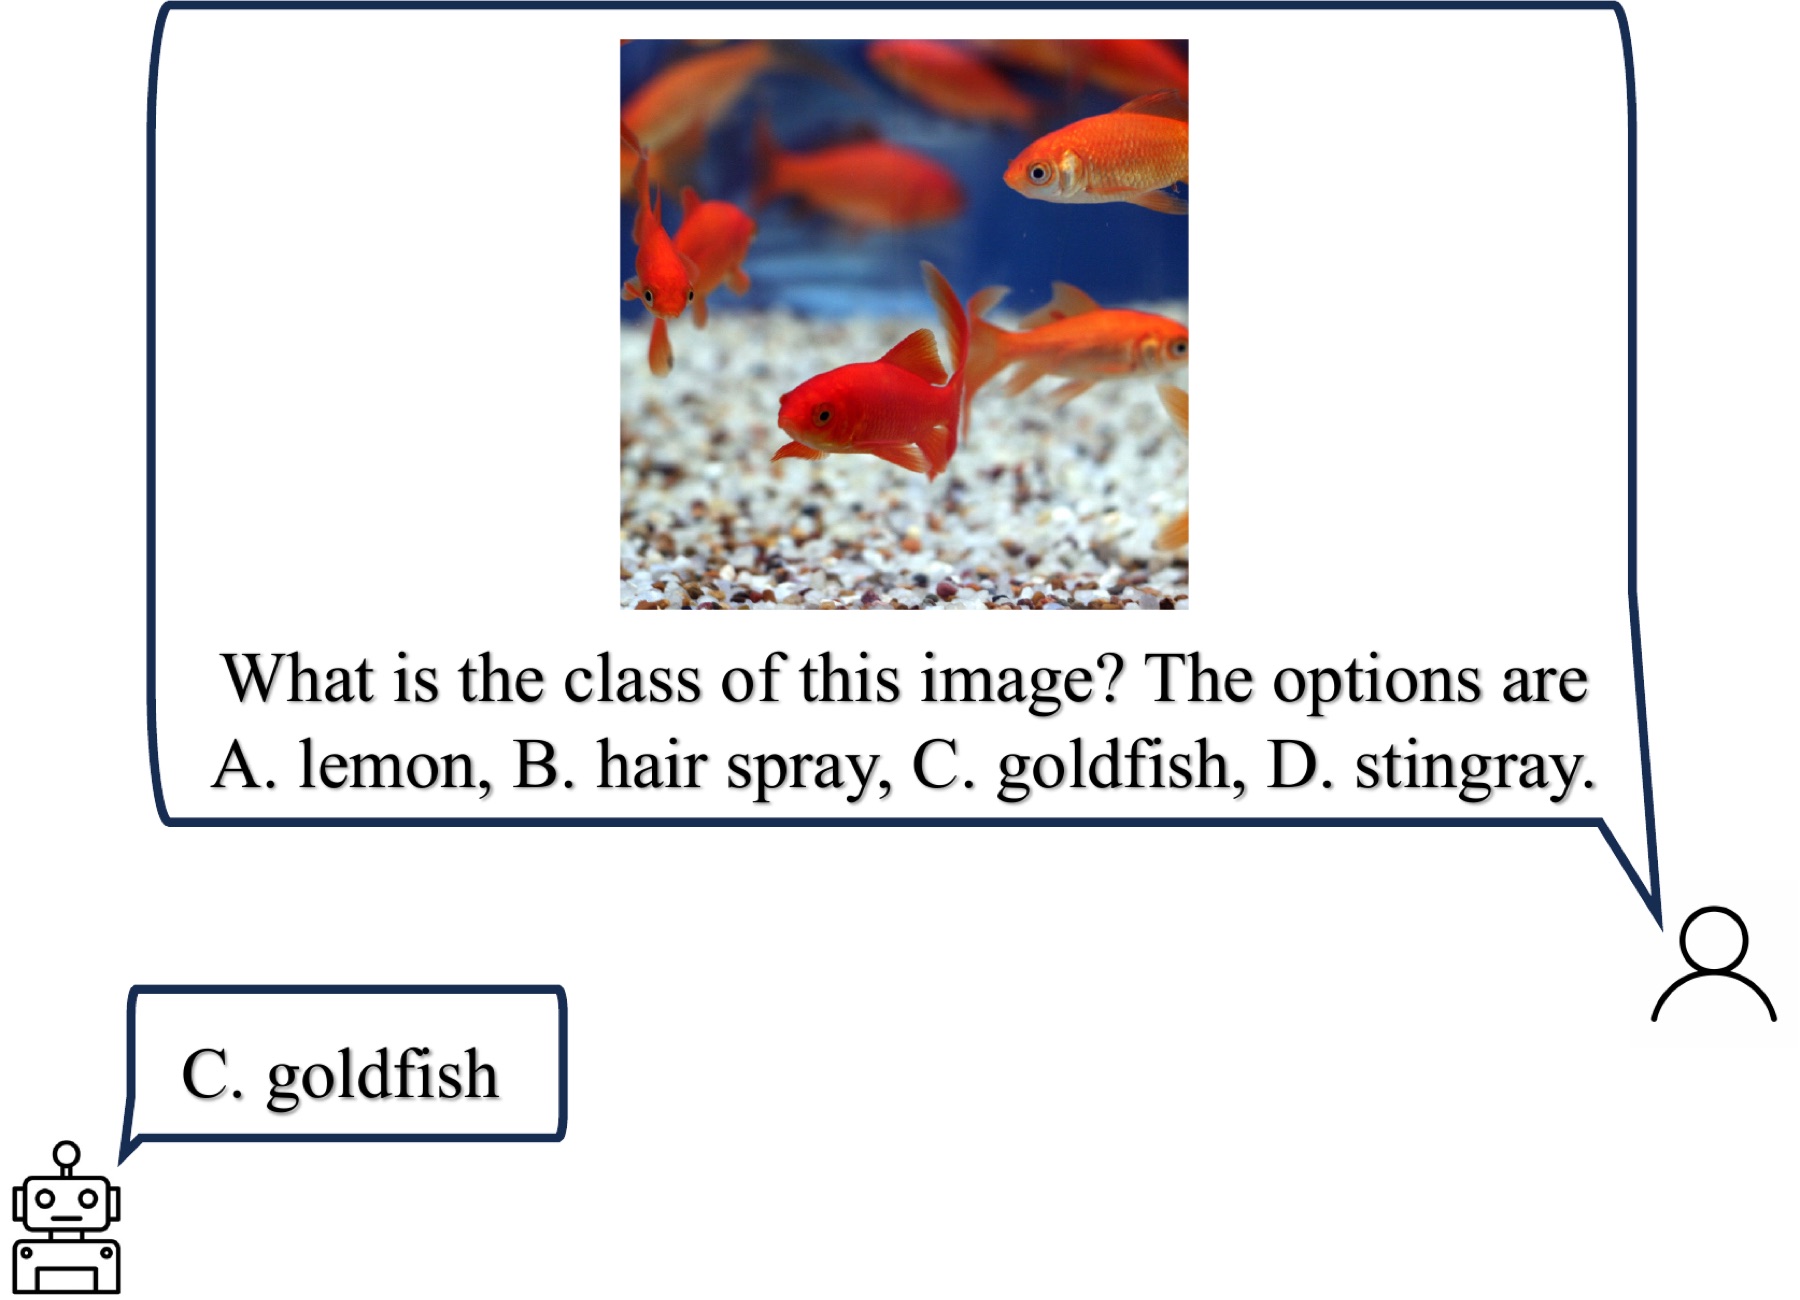 What is the class of this image? The options are
A. lemon, B. hair spray, C. goldfish, D. stingray.
C. goldfish